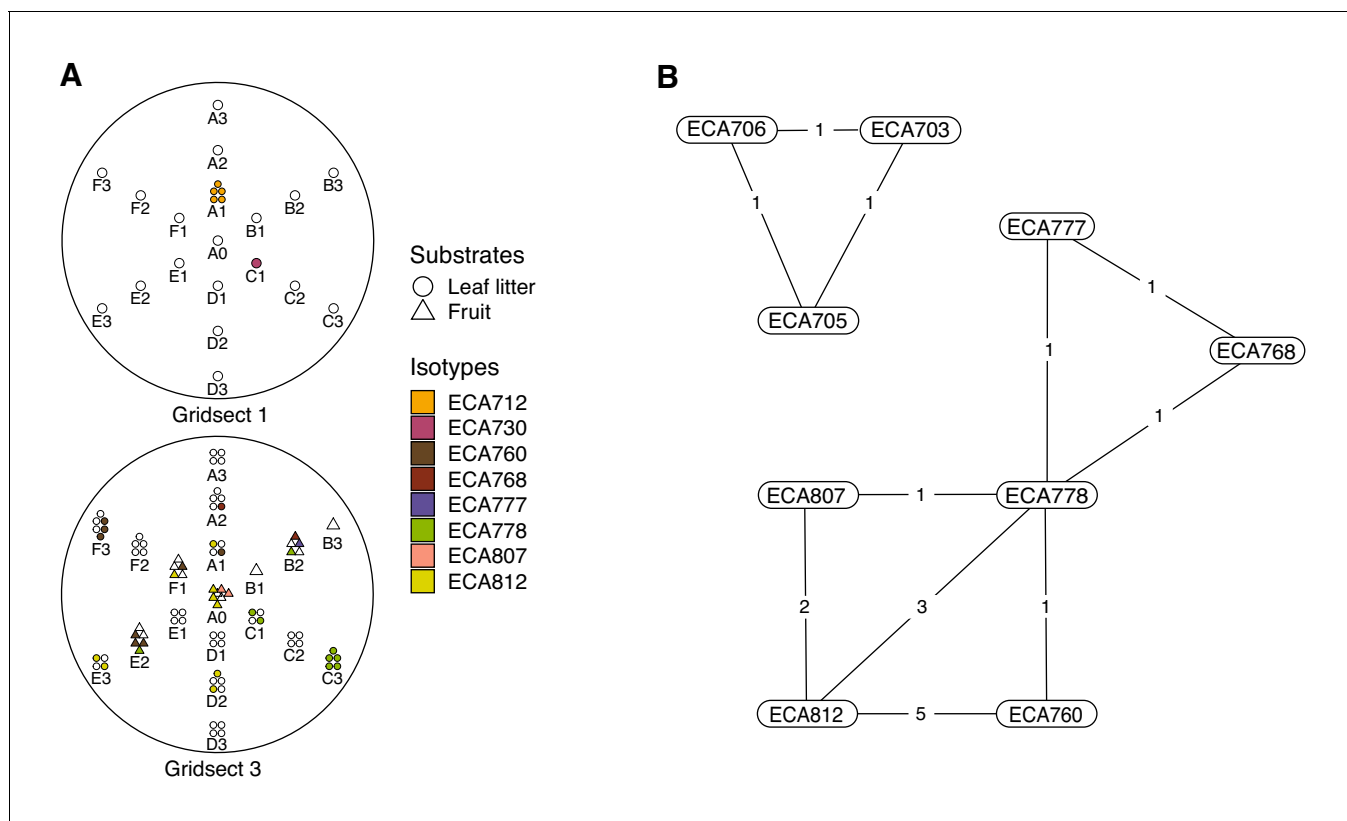 A
A3
A2
F3
B3
F2
B2
A1
F1
B1
A0
E1
C1
E2
D1
C2
E3
C3
D2
D3
Gridsect 1
A3
A2
F3
B3
F2
A1
B2
F1
B1
A0
E1
C1
E2
D1
C2
E3
C3
D2
D3
Gridsect 3
Substrates
Leaf litter
Fruit
Isotypes
ECA712
ECA730
ECA760
ECA768
ECA777
ECA778
ECA807
ECA812
B
ECA706 1 ECA703
1 1
ECA705
ECA777
1
ECA768
1
1
ECA807 1 ECA778
2 3 1
ECA812 5 ECA760